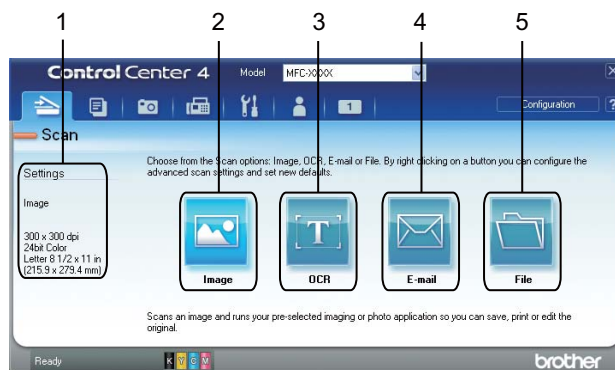 1 2 3 4 5
Control Center 4 Model MFC-XXXX
1 Configuration ?
Scan
Choose from the Scan options: Image, OCR, E-mail or File. By right clicking on a button you can configure the
advanced scan settings and set new defaults.
Settings
Image
300 x 300 dpi
24bit Color
Letter 8 1/2 x 11 in
(215.9 x 279.4 mm)
T
Image OCR E-mail File
Scans an image and runs your pre-selected imaging or photo application so you can save, print or edit the
original.
Ready K Y C M brother